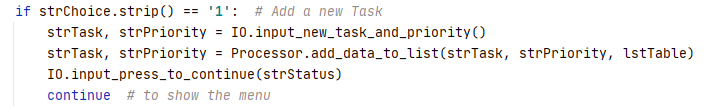 if strChoice.strip() == '1':  # Add a new Task
    strTask, strPriority = IO.input_new_task_and_priority()
    strTask, strPriority = Processor.add_data_to_list(strTask, strPriority, lstTable)
    IO.input_press_to_continue(strStatus)
    continue  # to show the menu